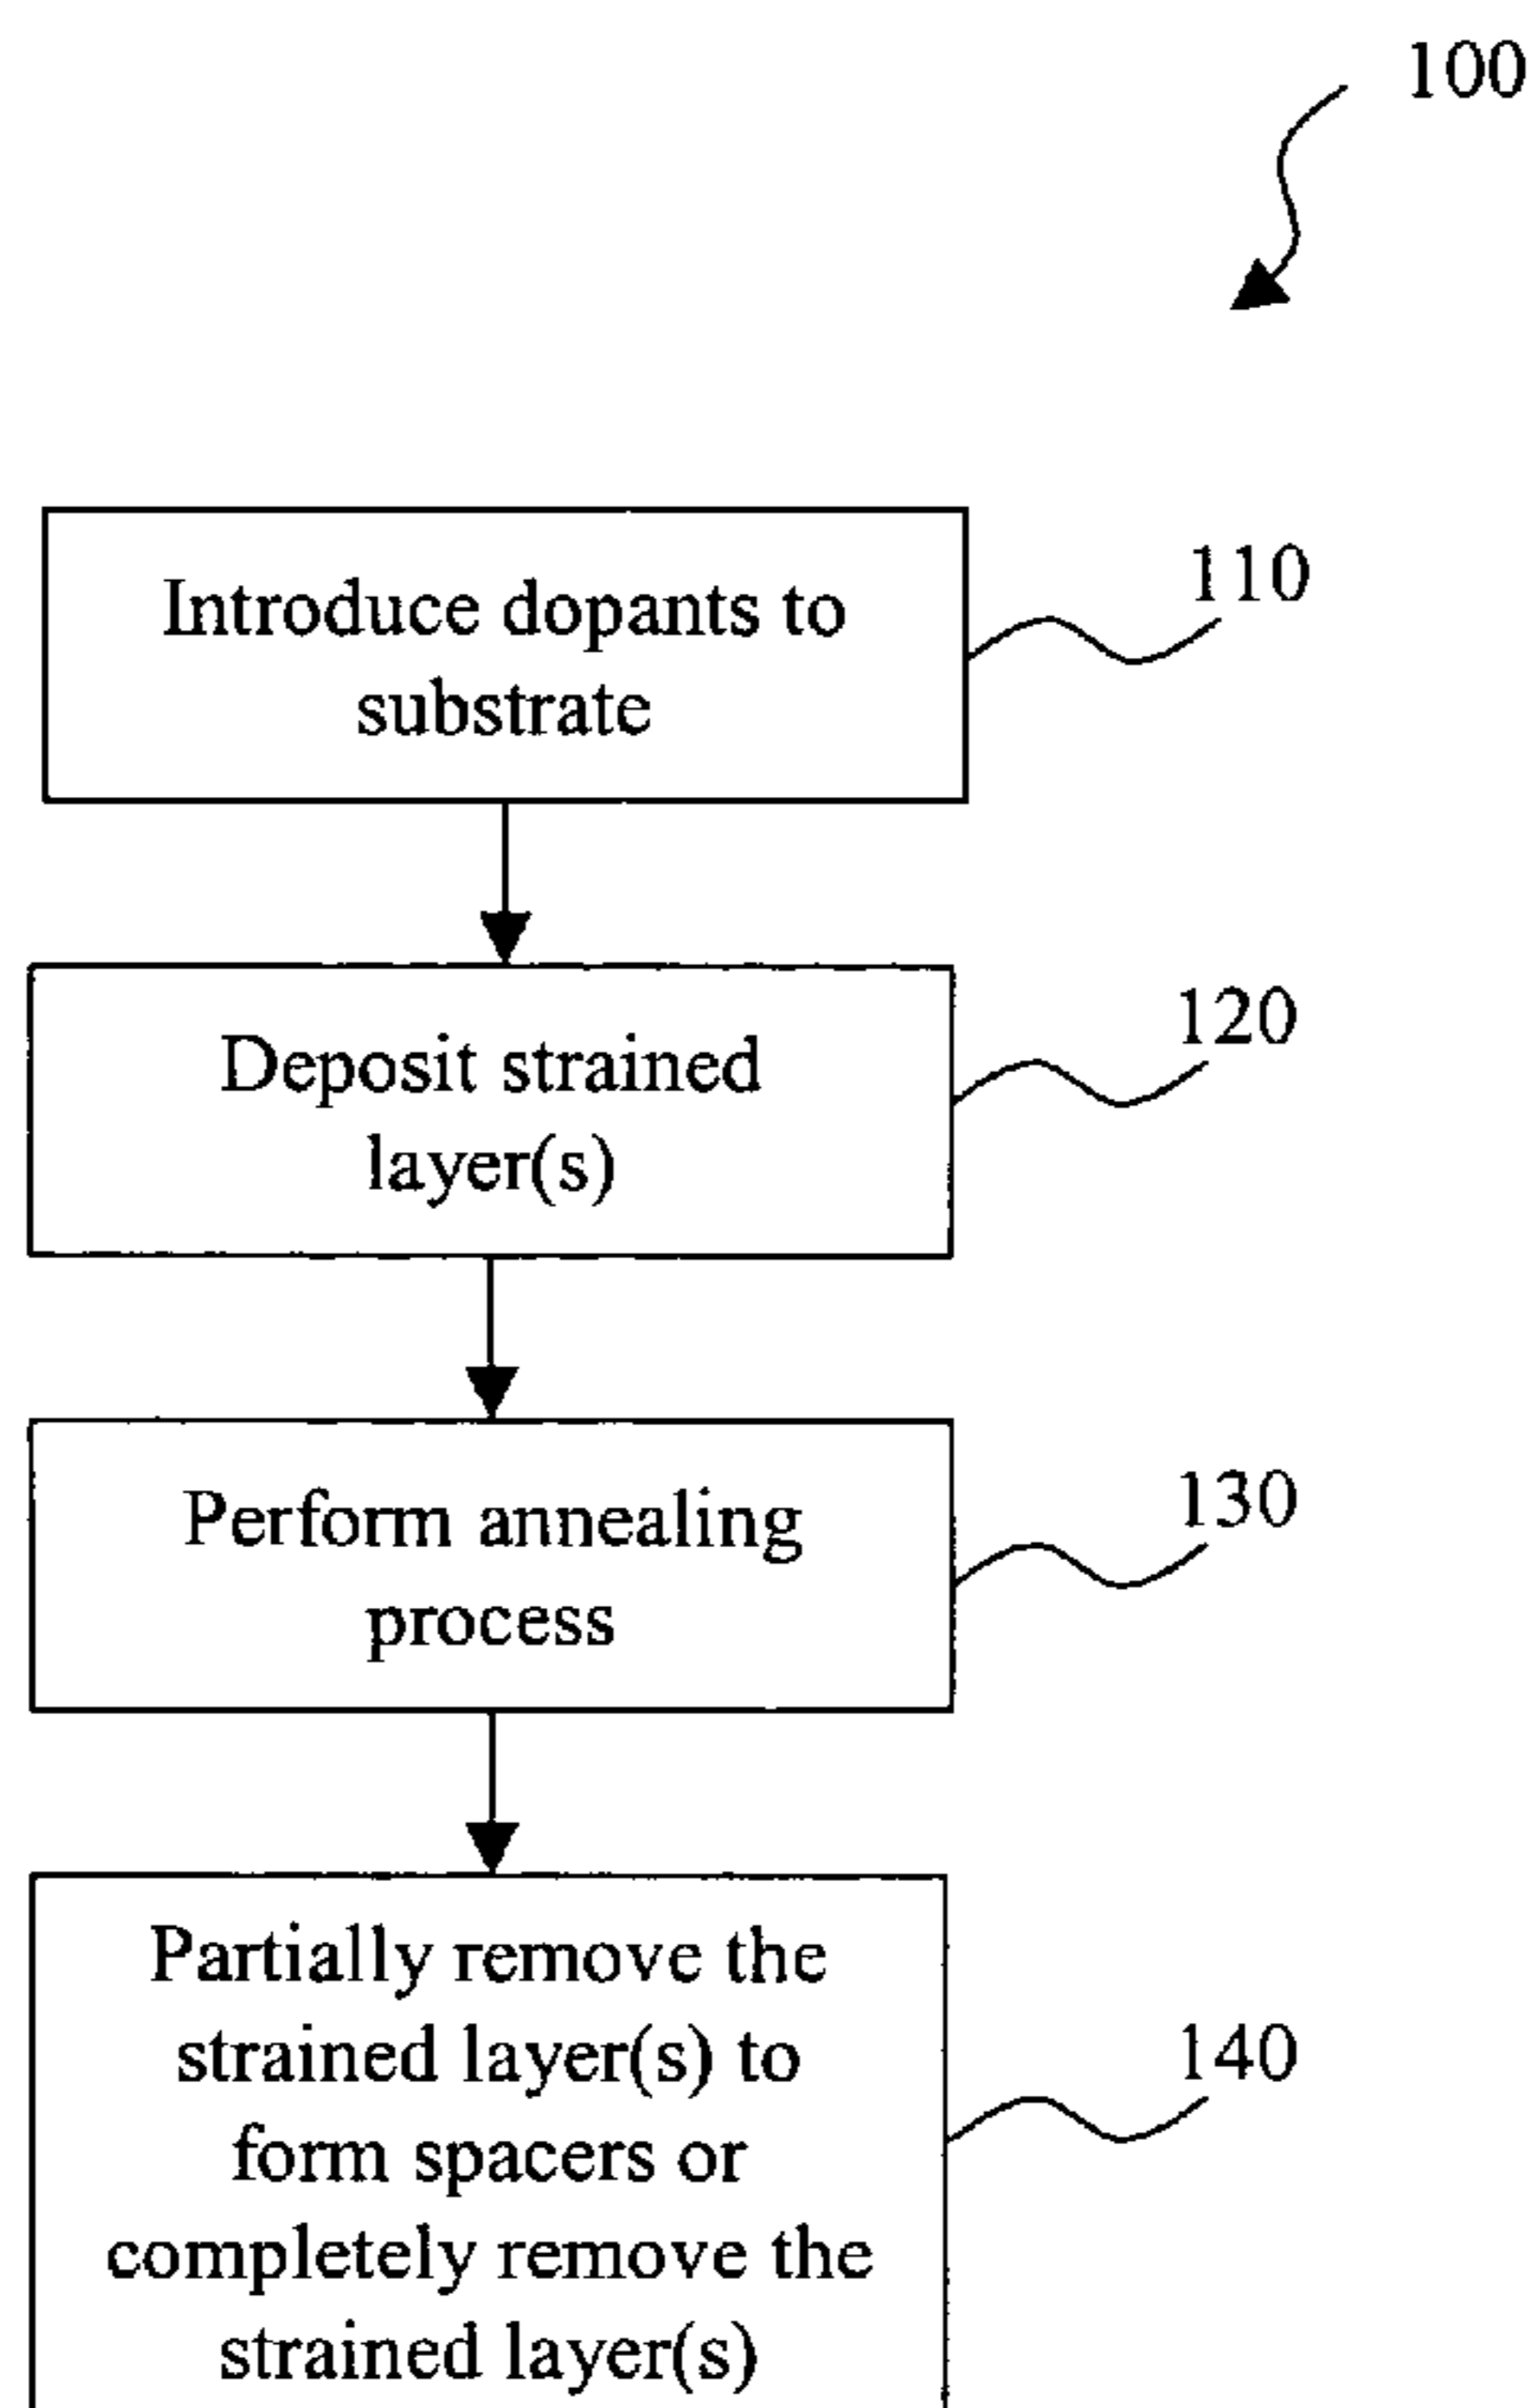 100
Introduce dopants to
substrate
110
Deposit strained
layer(s)
120
Perform annealing
process
130
Partially remove the
strained layer(s) to
form spacers or
completely remove the
strained layer(s)
140